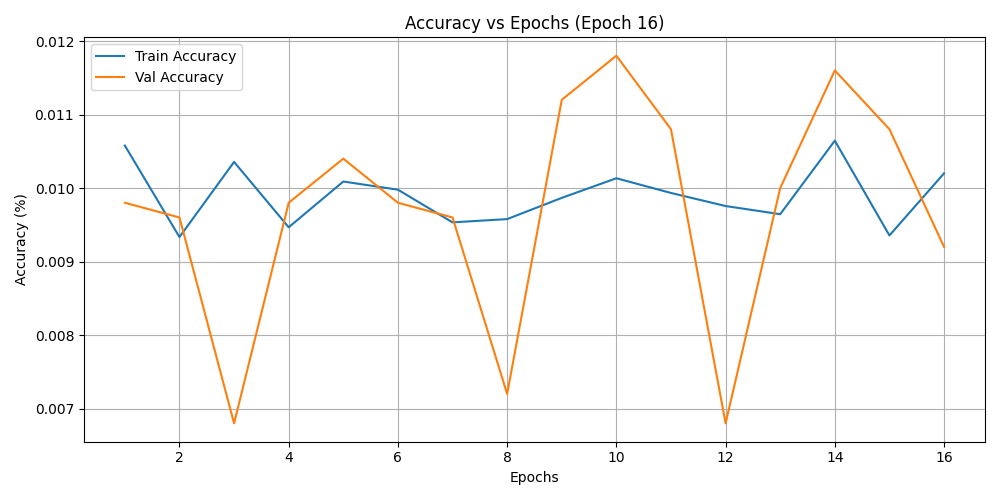 Accuracy vs Epochs (Epoch 16)
Train Accuracy
Val Accuracy
Accuracy (%)
0.012
0.011
0.010
0.009
0.008
0.007
2 4 6 8 10 12 14 16
Epochs